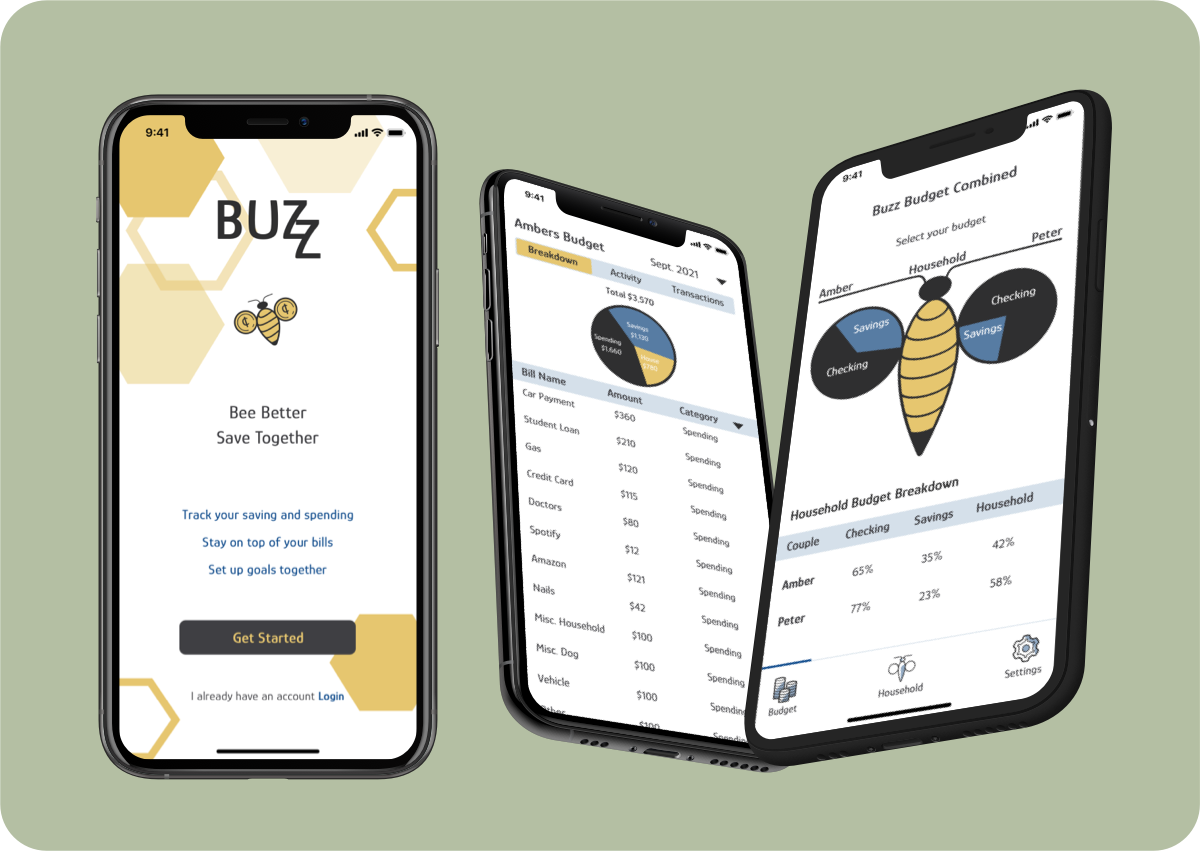 9:41
BUZZ
Bee Better
Save Together
Track your saving and spending
Stay on top of your bills
Set up goals together
Get Started
I already have an account Login
9:41
Ambers Budget
Sept. 2021
Breakdown Activity Transactions
Total $3,570
Savings
$1,130
Spending
$1,660
House
$780
Bill Name Amount Category
Car Payment $360 Spending
Student Loan $210 Spending
Gas $120 Spending
Credit Card $115 Spending
Doctors $80 Spending
Spotify $12 Spending
Amazon $121 Spending
Nails $42 Spending
Misc. Household $100 Spending
Misc. Dog $100 Spending
Vehicle $100 Spending
Other $100 Spending
9:41
Buzz Budget Combined
Select your budget
Amber Household Peter
Savings
Checking
Checking
Savings
Household Budget Breakdown
Couple Checking Savings Household
Amber 65% 35% 42%
Peter 77% 23% 58%
Budget Household Settings